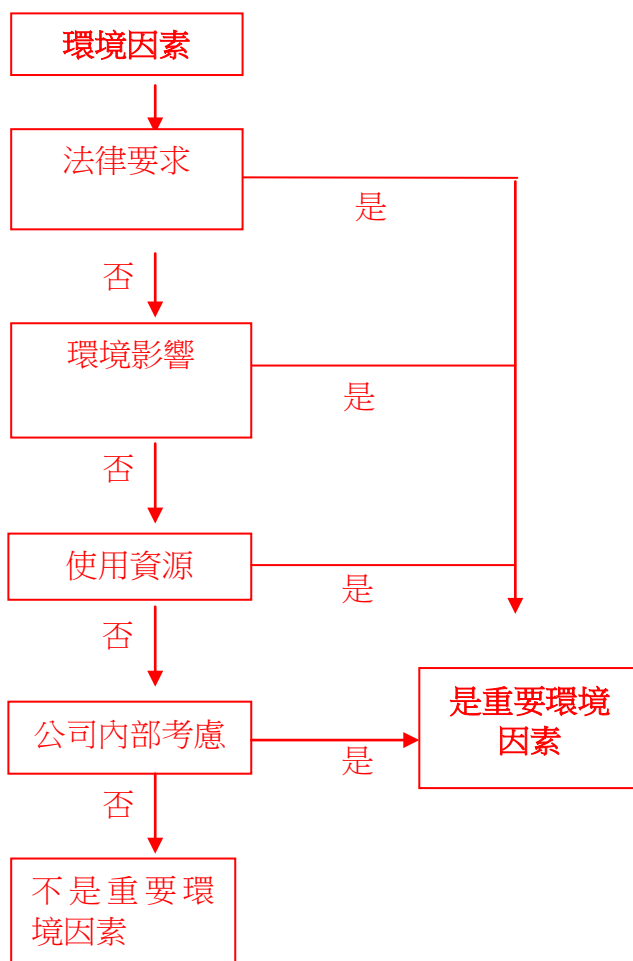 環境因素
法律要求
是
否
環境影響
是
否
使用資源
是
否
公司內部考慮
是
是重要環境
因素
否
不是重要環
境因素